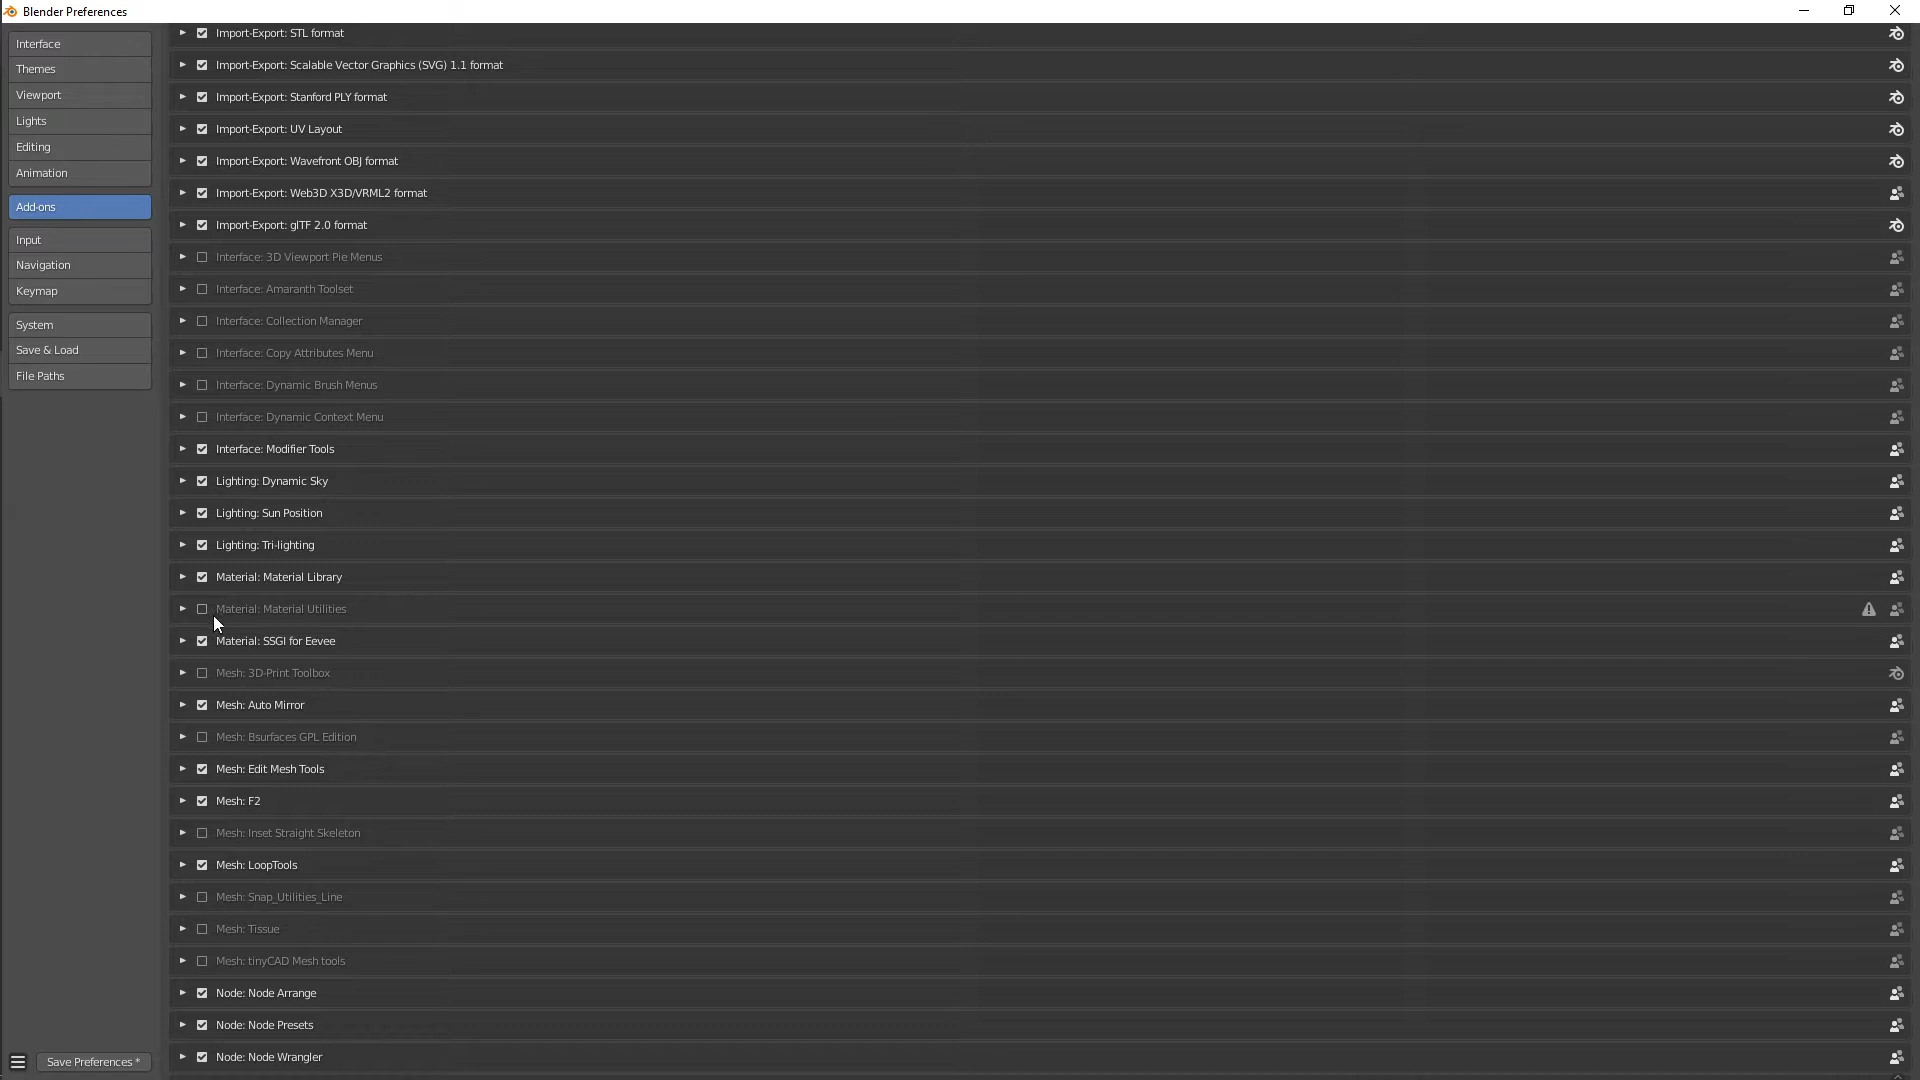 Blender Preferences
Interface
Themes
Viewport
Lights
Editing
Animation
Add-ons
Input
Navigation
Keymap
System
Save & Load
File Paths
Save Preferences *
Import-Export: STL format
Import-Export: Scalable Vector Graphics (SVG) 1.1 format
Import-Export: Stanford PLY format
Import-Export: UV Layout
Import-Export: Wavefront OBJ format
Import-Export: Web3D X3D/VRML2 format
Import-Export: glTF 2.0 format
Interface: 3D Viewport Pie Menus
Interface: Amaranth Toolset
Interface: Collection Manager
Interface: Copy Attributes Menu
Interface: Dynamic Brush Menus
Interface: Dynamic Context Menu
Interface: Modifier Tools
Lighting: Dynamic Sky
Lighting: Sun Position
Lighting: Tri-lighting
Material: Material Library
Material: Material Utilities
Material: SSGI for Eevee
Mesh: 3D-Print Toolbox
Mesh: Auto Mirror
Mesh: Bsurfaces GPL Edition
Mesh: Edit Mesh Tools
Mesh: F2
Mesh: Inset Straight Skeleton
Mesh: LoopTools
Mesh: Snap_Utilities_Line
Mesh: Tissue
Mesh: tinyCAD Mesh tools
Node: Node Arrange
Node: Node Presets
Node: Node Wrangler